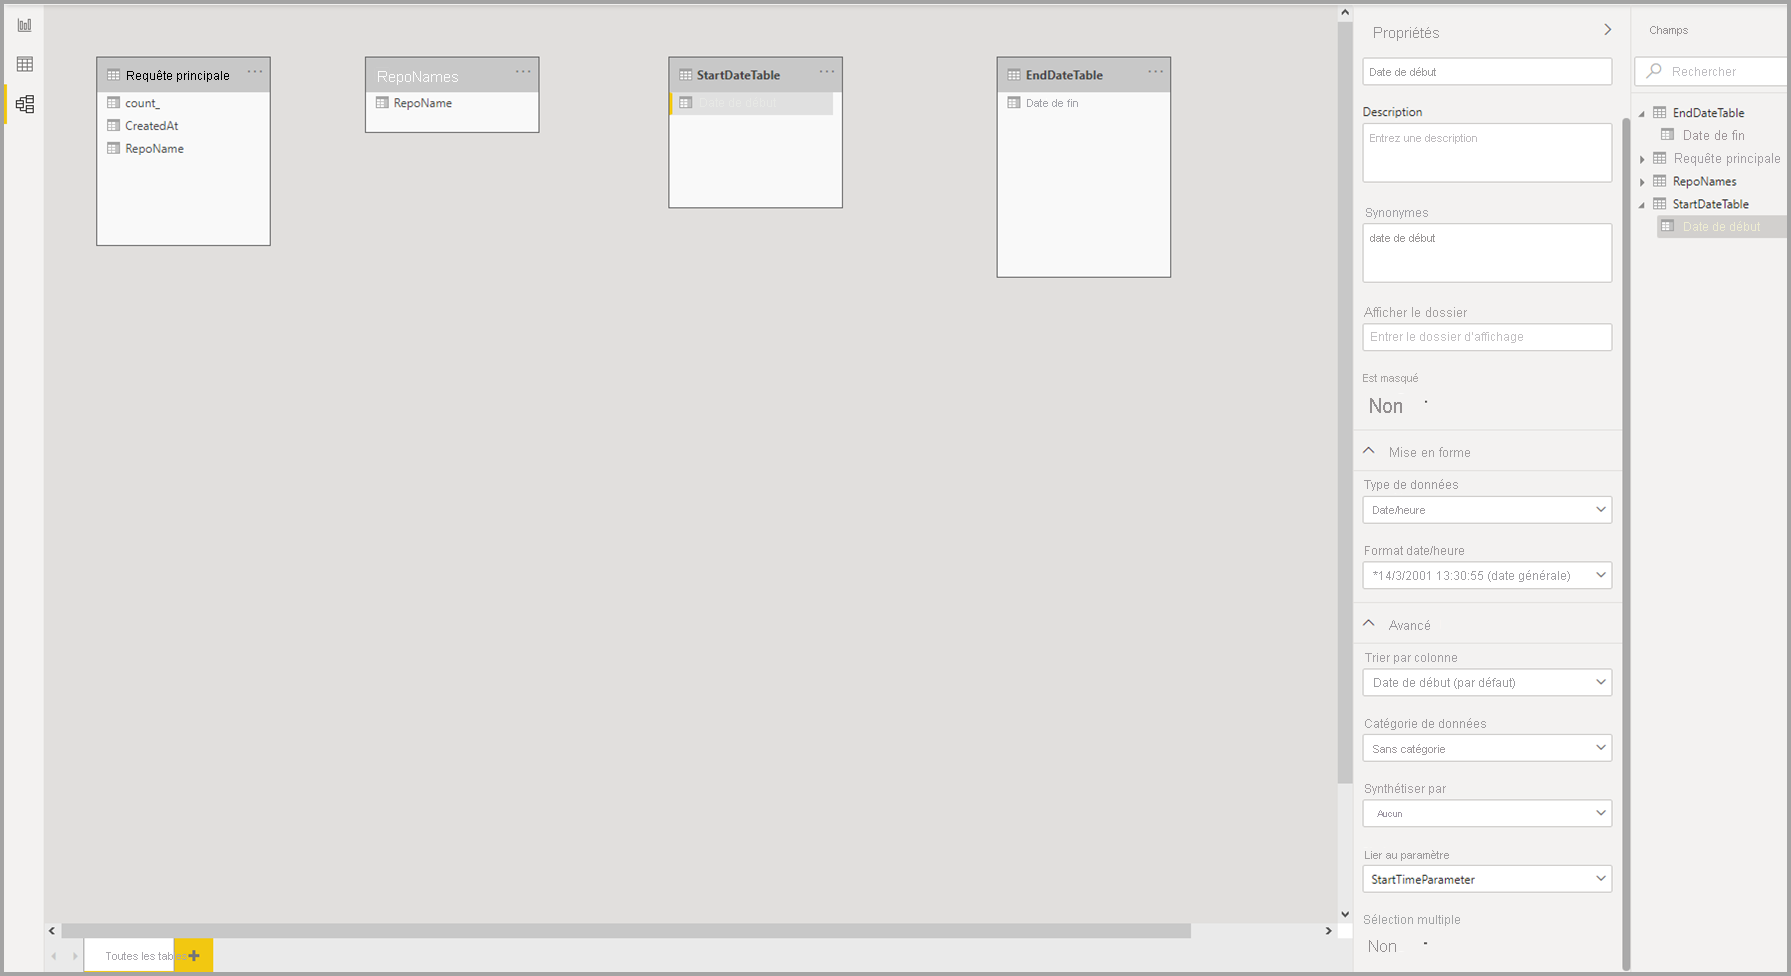 Requête principale
count_
CreatedAt
RepoName
RepoNames
RepoName
StartDateTable
Date de début
EndDateTable
Date de fin
Toutes les tables
Propriétés
Date de début
Description
Entrez une description
Synonymes
date de début
Afficher le dossier
Entrer le dossier d'affichage
Est masqué
Non
Mise en forme
Type de données
Date/heure
Format date/heure
*14/3/2001 13:30:55 (date générale)
Avancé
Trier par colonne
Date de début (par défaut)
Catégorie de données
Sans catégorie
Synthétiser par
Aucun
Lier au paramètre
StartTimeParameter
Sélection multiple
Non
Champs
Rechercher
EndDateTable
Date de fin
Requête principale
RepoNames
StartDateTable
Date de début